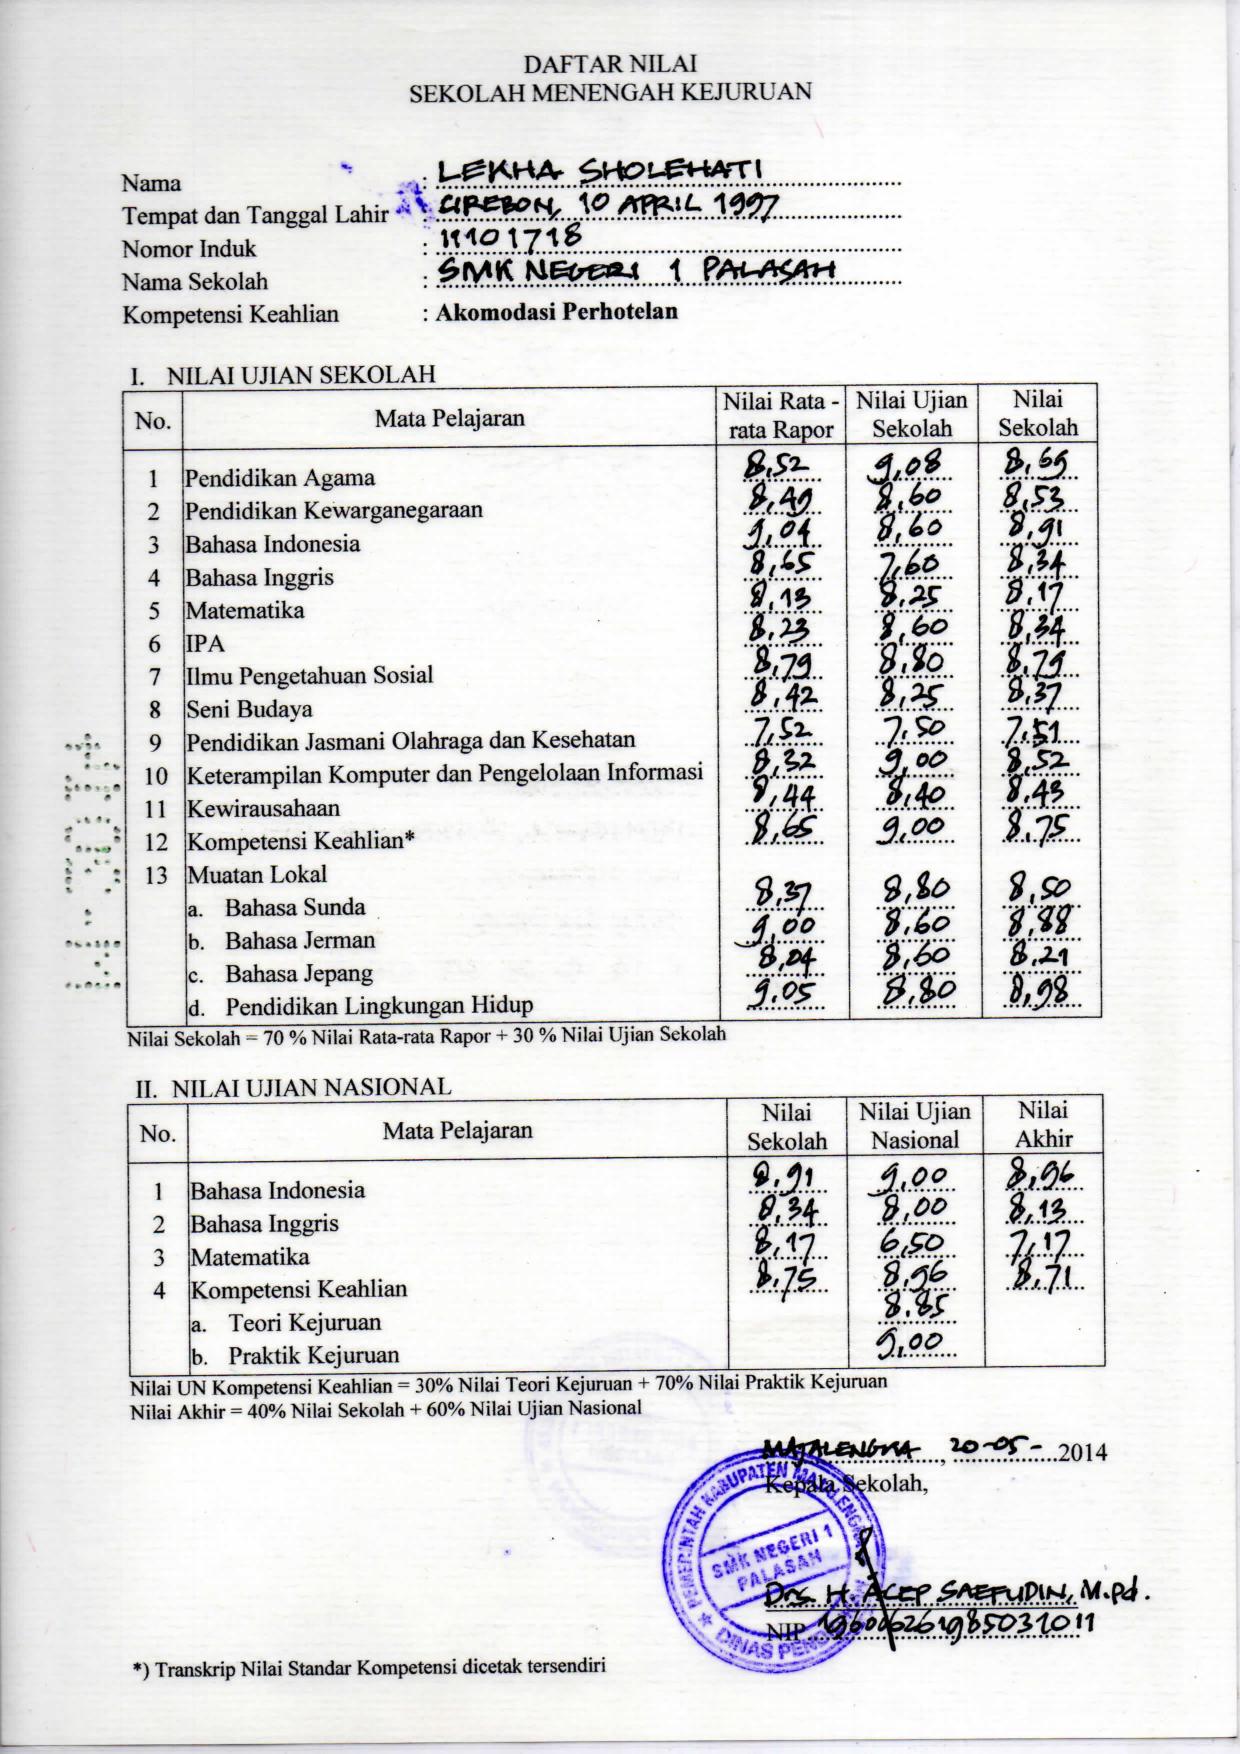 DAFTAR NILAI
SEKOLAH MENENGAH KEJURUAN
Nama : LEKHA SHOLEHATI
Tempat dan Tanggal Lahir : CIREBON, 10 APRIL 1997
Nomor Induk : 11101718
Nama Sekolah : SMK NEGERI 1 PALASAH
Kompetensi Keahlian : Akomodasi Perhotelan
I. NILAI UJIAN SEKOLAH
No. Mata Pelajaran Nilai Rata - rata Rapor Nilai Ujian Sekolah Nilai Sekolah
1 Pendidikan Agama 8,52 9,08 8,69
2 Pendidikan Kewarganegaraan 8,49 8,60 8,53
3 Bahasa Indonesia 9,04 8,60 8,91
4 Bahasa Inggris 8,65 7,60 8,34
5 Matematika 8,13 8,25 8,17
6 IPA 8,23 8,60 8,34
7 Ilmu Pengetahuan Sosial 8,79 8,80 8,79
8 Seni Budaya 8,42 8,25 8,37
9 Pendidikan Jasmani Olahraga dan Kesehatan 7,52 7,50 7,51
10 Keterampilan Komputer dan Pengelolaan Informasi 8,32 9,00 8,52
11 Kewirausahaan 8,44 8,40 8,43
12 Kompetensi Keahlian* 8,65 9,00 8,75
13 Muatan Lokal
a. Bahasa Sunda 8,37 8,80 8,50
b. Bahasa Jerman 9,00 8,60 8,88
c. Bahasa Jepang 8,04 8,60 8,21
d. Pendidikan Lingkungan Hidup 9,05 8,80 8,98
Nilai Sekolah = 70 % Nilai Rata-rata Rapor + 30 % Nilai Ujian Sekolah
II. NILAI UJIAN NASIONAL
No. Mata Pelajaran Nilai Sekolah Nilai Ujian Nasional Nilai Akhir
1 Bahasa Indonesia 8,91 9,00 8,96
2 Bahasa Inggris 8,34 8,00 8,13
3 Matematika 8,17 6,50 7,17
4 Kompetensi Keahlian 8,75 8,96 8,71
a. Teori Kejuruan 8.85
b. Praktik Kejuruan 9,00
Nilai UN Kompetensi Keahlian = 30% Nilai Teori Kejuruan + 70% Nilai Praktik Kejuruan
Nilai Akhir = 40% Nilai Sekolah + 60% Nilai Ujian Nasional
MAJALENGKA, 20-05- 2014
Kepala Sekolah,
PEMERINTAH KABUPATEN MAJALENGKA
SMK NEGERI 1
PALASAH
DINAS
Drs. H. ACEP SAEFUDIN, M.Pd.
NIP. 196006261985031011
*) Transkrip Nilai Standar Kompetensi dicetak tersendiri